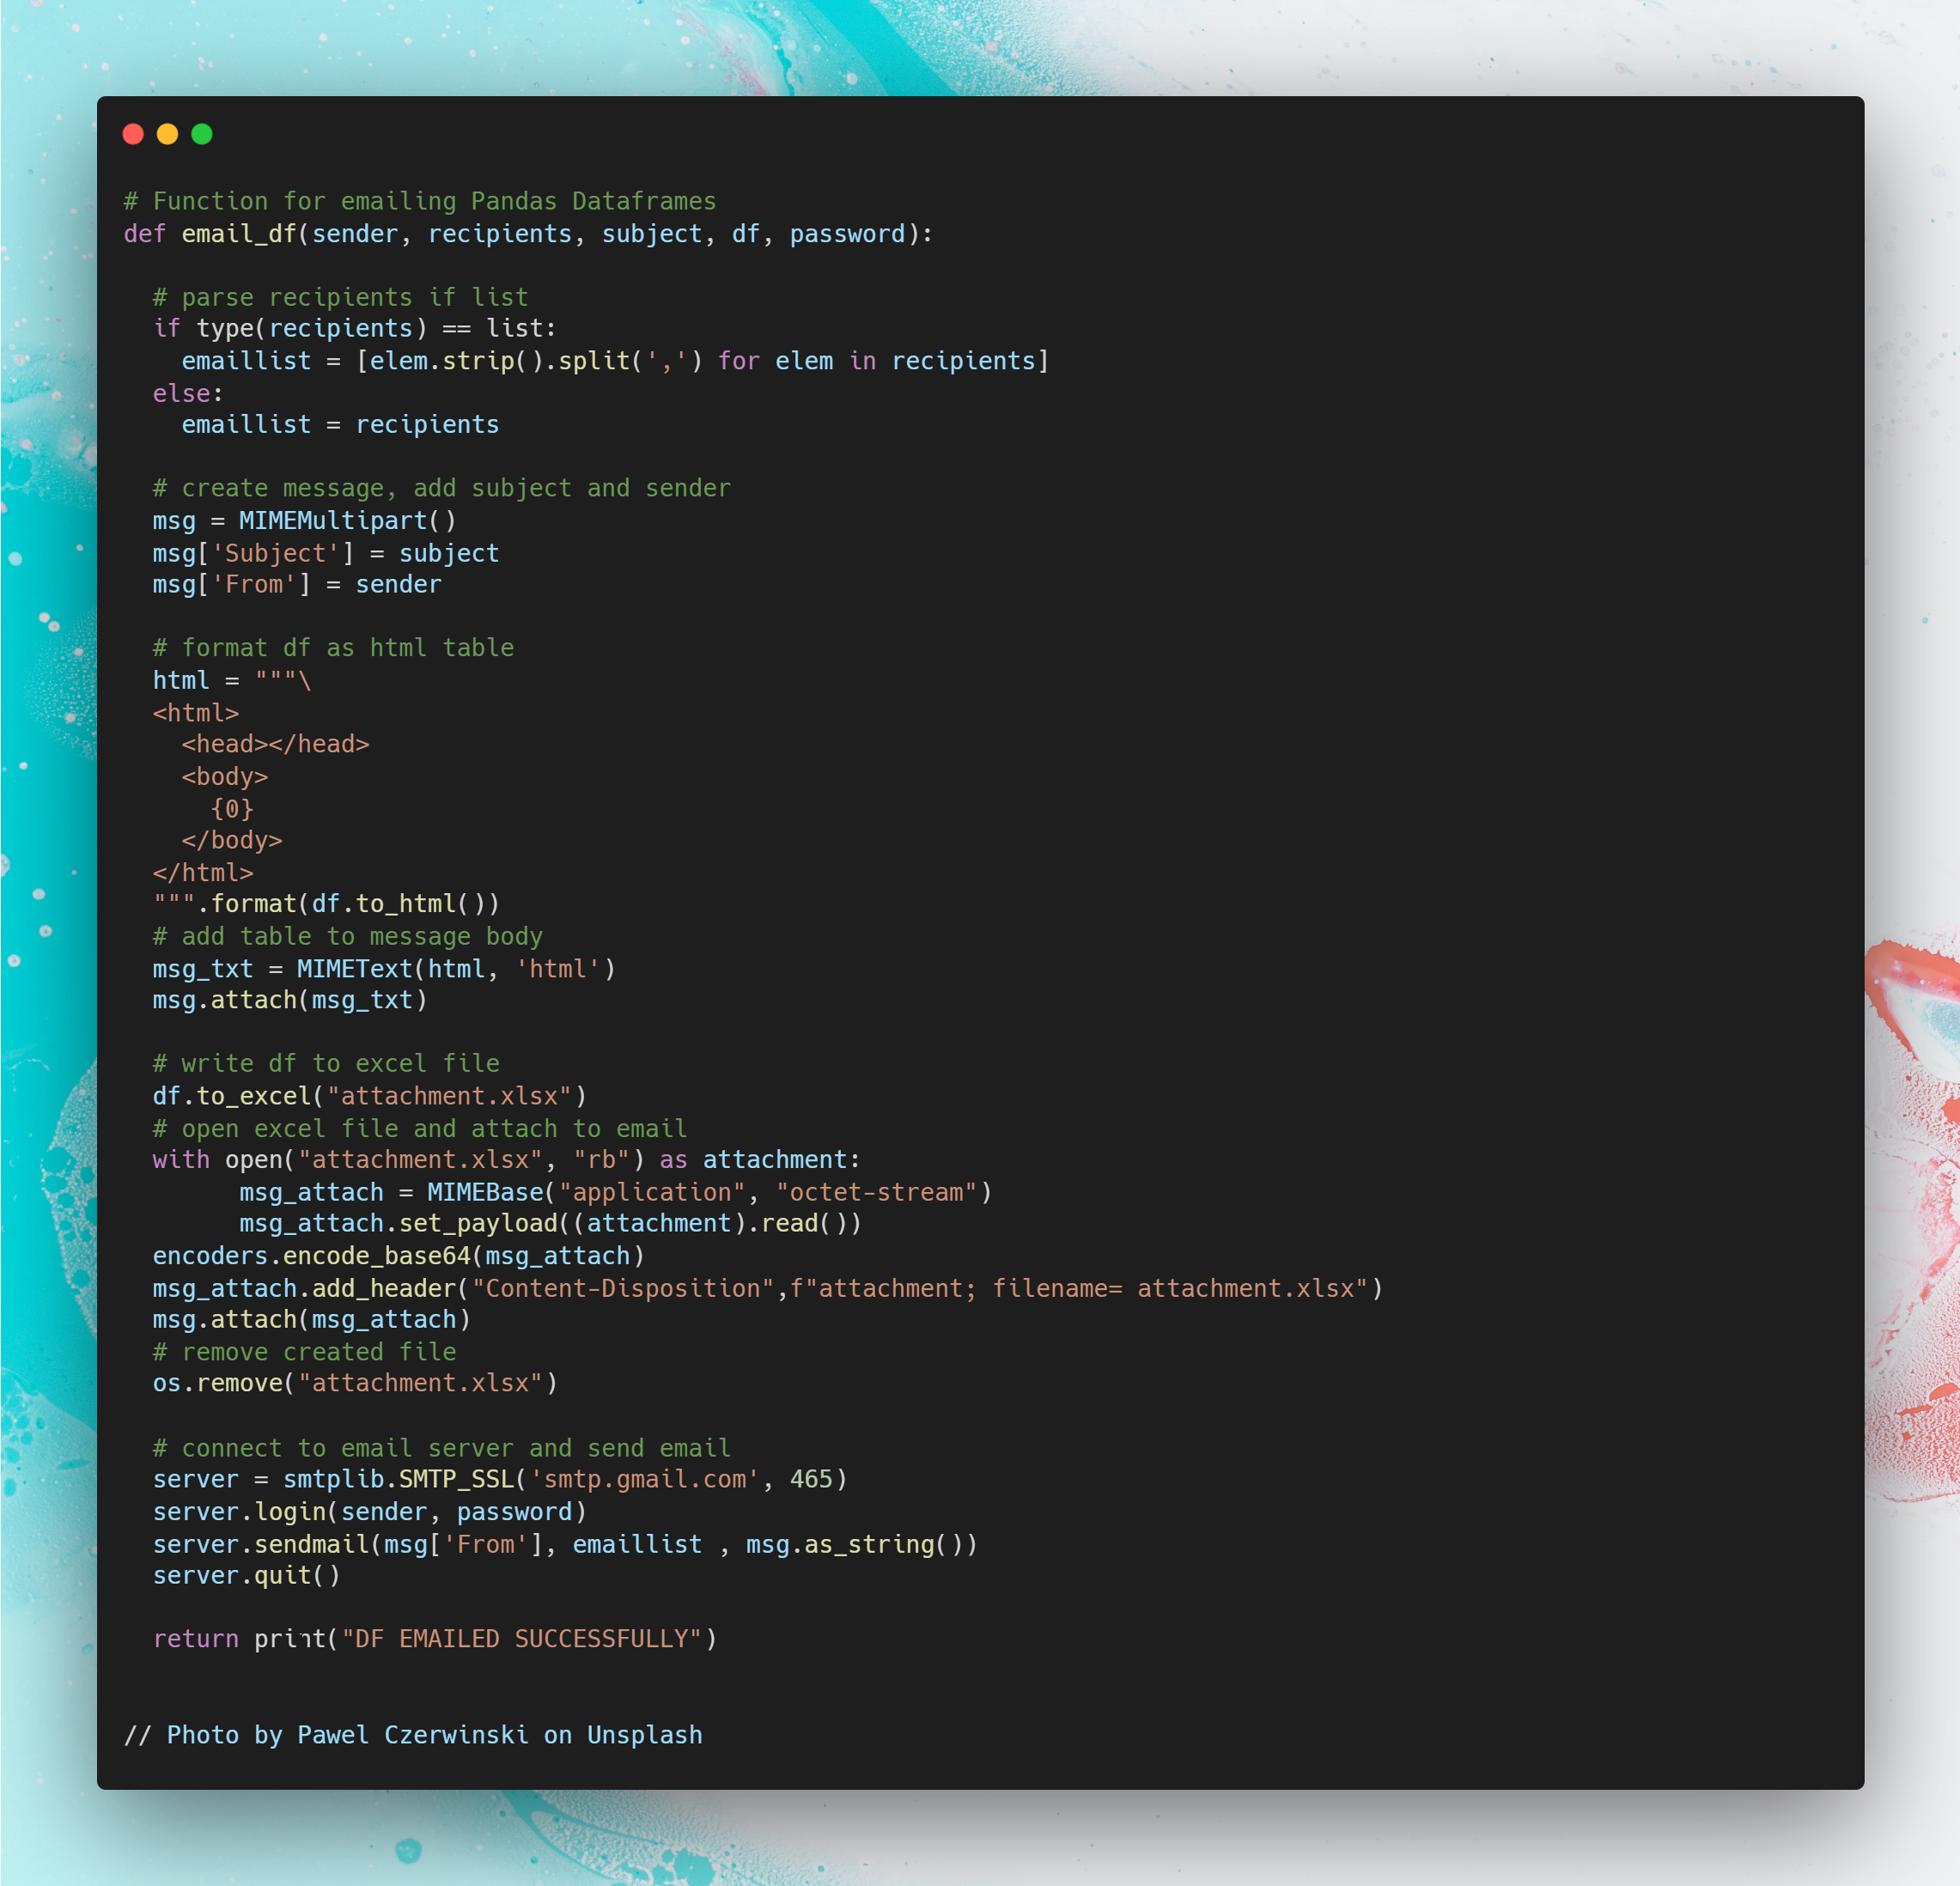 # Function for emailing Pandas Dataframes
def email_df(sender, recipients, subject, df, password):

  # parse recipients if list
  if type(recipients) == list:
    emaillist = [elem.strip().split(',') for elem in recipients]
  else:
    emaillist = recipients

  # create message, add subject and sender
  msg = MIMEMultipart()
  msg['Subject'] = subject
  msg['From'] = sender

  # format df as html table
  html = """\
  <html>
    <head></head>
    <body>
      {0}
    </body>
  </html>
  """.format(df.to_html())
  # add table to message body
  msg_txt = MIMEText(html, 'html')
  msg.attach(msg_txt)

  # write df to excel file
  df.to_excel("attachment.xlsx")
  # open excel file and attach to email
  with open("attachment.xlsx", "rb") as attachment:
        msg_attach = MIMEBase("application", "octet-stream")
        msg_attach.set_payload((attachment).read())
  encoders.encode_base64(msg_attach)
  msg_attach.add_header("Content-Disposition",f"attachment; filename= attachment.xlsx")
  msg.attach(msg_attach)
  # remove created file
  os.remove("attachment.xlsx")

  # connect to email server and send email
  server = smtplib.SMTP_SSL('smtp.gmail.com', 465)
  server.login(sender, password)
  server.sendmail(msg['From'], emaillist , msg.as_string())
  server.quit()

  return print("DF EMAILED SUCCESSFULLY")

// Photo by Pawel Czerwinski on Unsplash